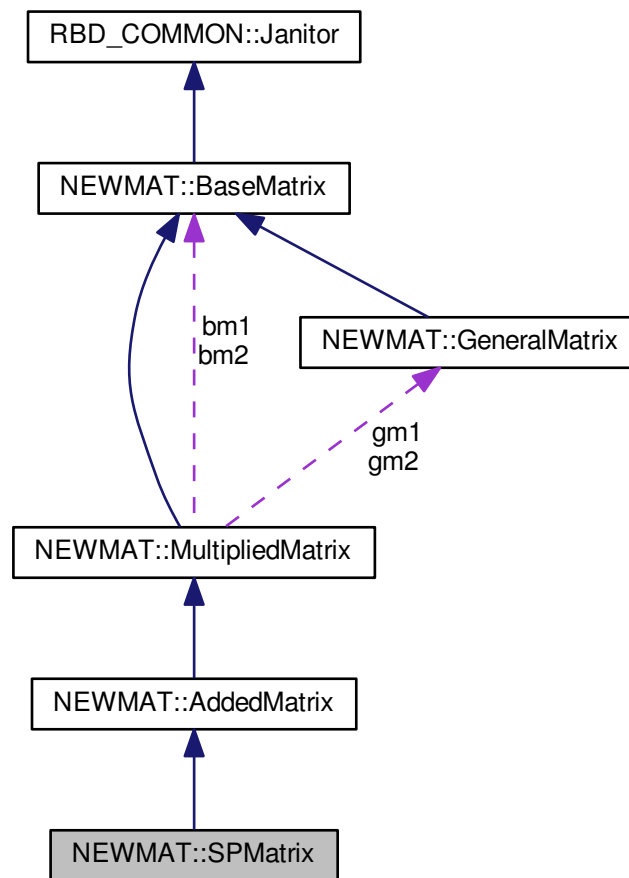 RBD_COMMON::Janitor
NEWMAT::BaseMatrix
bm1
bm2
NEWMAT::GeneralMatrix
gm1
gm2
NEWMAT::MultipliedMatrix
NEWMAT::AddedMatrix
NEWMAT::SPMatrix